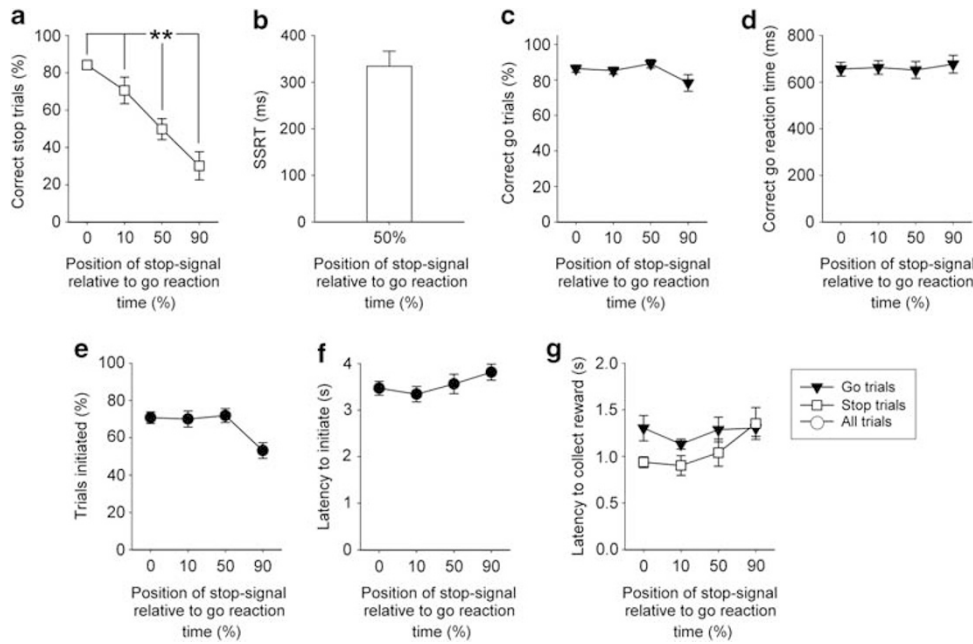 a
**
Correct stop trials (%)
100
80
60
40
20
0
0 10 50 90
Position of stop-signal
relative to go reaction
time (%)
b
SSRT (ms)
400
300
200
100
0
50%
Position of stop-signal
relative to go reaction
time (%)
c
Correct go trials (%)
100
80
60
40
20
0
0 10 50 90
Position of stop-signal
relative to go reaction
time (%)
d
Correct go reaction time (ms)
800
600
400
200
0
0 10 50 90
Position of stop-signal
relative to go reaction
time (%)
e
Trials initiated (%)
100
80
60
40
20
0
0 10 50 90
Position of stop-signal
relative to go reaction
time (%)
f
Latency to initiate (s)
4
3
2
1
0
0 10 50 90
Position of stop-signal
relative to go reaction
time (%)
g
Latency to collect reward (s)
2.0
1.5
1.0
0.5
0.0
0 10 50 90
Position of stop-signal
relative to go reaction
time (%)
Go trials
Stop trials
All trials